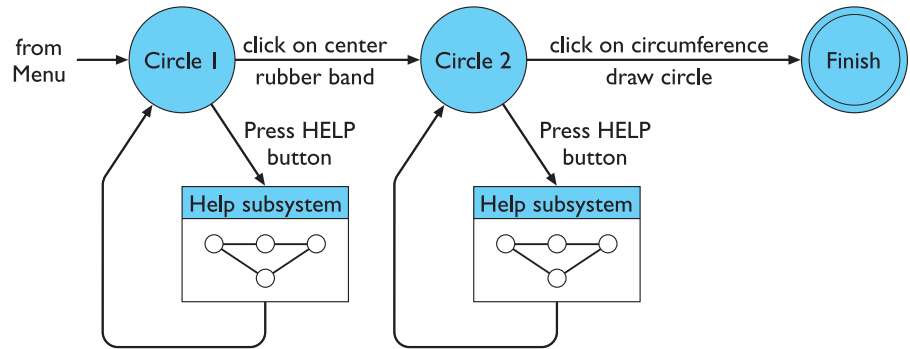 from
Menu
Circle 1
click on center
rubber band
Circle 2
click on circumference
draw circle
Finish
Press HELP
button
Press HELP
button
Help subsystem
Help subsystem